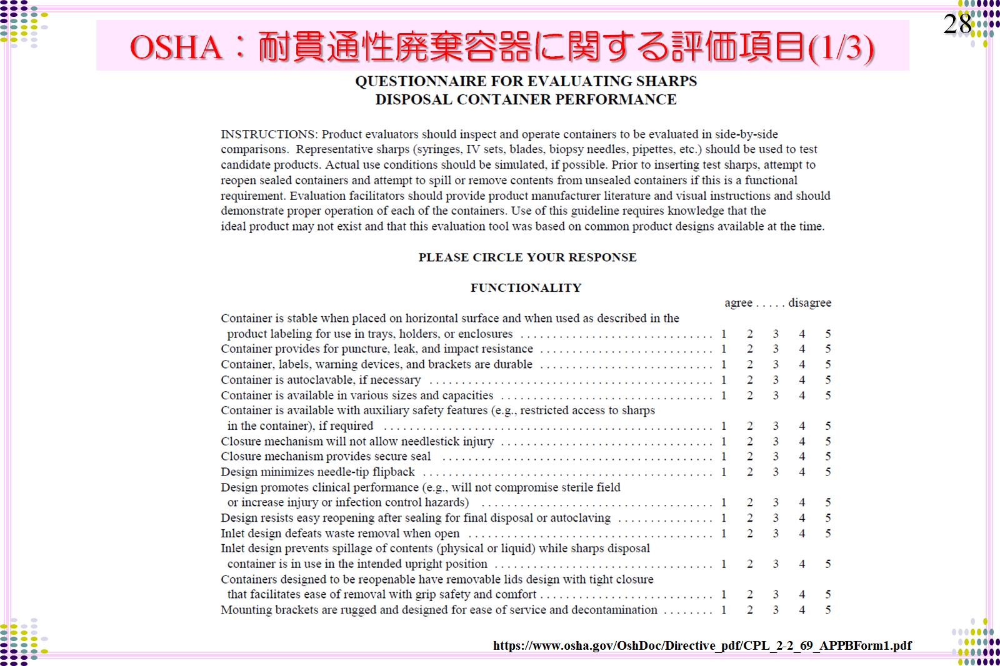 28
OSHA：耐貫通性廃棄容器に関する評価項目(1/3)
QUESTIONNAIRE FOR EVALUATING SHARPS
DISPOSAL CONTAINER PERFORMANCE
INSTRUCTIONS: Product evaluators should inspect and operate containers to be evaluated in side-by-side
comparisons.  Representative sharps (syringes, IV sets, blades, biopsy needles, pipettes, etc.) should be used to test
candidate products. Actual use conditions should be simulated, if possible. Prior to inserting test sharps, attempt to
reopen sealed containers and attempt to spill or remove contents from unsealed containers if this is a functional
requirement. Evaluation facilitators should provide product manufacturer literature and visual instructions and should
demonstrate proper operation of each of the containers. Use of this guideline requires knowledge that the
ideal product may not exist and that this evaluation tool was based on common product designs available at the time.
PLEASE CIRCLE YOUR RESPONSE
FUNCTIONALITY
agree . . . . . disagree
Container is stable when placed on horizontal surface and when used as described in the
product labeling for use in trays, holders, or enclosures . . . . . . . . . . . . . . . . . . . . . . . . . . . . . . 1 2 3 4 5
Container provides for puncture, leak, and impact resistance . . . . . . . . . . . . . . . . . . . . . . . . . . . 1 2 3 4 5
Container, labels, warning devices, and brackets are durable . . . . . . . . . . . . . . . . . . . . . . . . . . . 1 2 3 4 5
Container is autoclavable, if necessary . . . . . . . . . . . . . . . . . . . . . . . . . . . . . . . . . . . . . . . . . . . . 1 2 3 4 5
Container is available in various sizes and capacities . . . . . . . . . . . . . . . . . . . . . . . . . . . . . . . . . 1 2 3 4 5
Container is available with auxiliary safety features (e.g., restricted access to sharps
in the container), if required . . . . . . . . . . . . . . . . . . . . . . . . . . . . . . . . . . . . . . . . . . . . . . . . . . . 1 2 3 4 5
Closure mechanism will not allow needlestick injury . . . . . . . . . . . . . . . . . . . . . . . . . . . . . . . . . 1 2 3 4 5
Closure mechanism provides secure seal . . . . . . . . . . . . . . . . . . . . . . . . . . . . . . . . . . . . . . . . . . 1 2 3 4 5
Design minimizes needle-tip flipback . . . . . . . . . . . . . . . . . . . . . . . . . . . . . . . . . . . . . . . . . . . . . 1 2 3 4 5
Design promotes clinical performance (e.g., will not compromise sterile field
or increase injury or infection control hazards) . . . . . . . . . . . . . . . . . . . . . . . . . . . . . . . . . . . . 1 2 3 4 5
Design resists easy reopening after sealing for final disposal or autoclaving . . . . . . . . . . . . . . . 1 2 3 4 5
Inlet design defeats waste removal when open . . . . . . . . . . . . . . . . . . . . . . . . . . . . . . . . . . . . . . 1 2 3 4 5
Inlet design prevents spillage of contents (physical or liquid) while sharps disposal
container is in use in the intended upright position . . . . . . . . . . . . . . . . . . . . . . . . . . . . . . . . . . 1 2 3 4 5
Containers designed to be reopenable have removable lids design with tight closure
that facilitates ease of removal with grip safety and comfort . . . . . . . . . . . . . . . . . . . . . . . . . . . 1 2 3 4 5
Mounting brackets are rugged and designed for ease of service and decontamination . . . . . . . . 1 2 3 4 5
https://www.osha.gov/OshDoc/Directive_pdf/CPL_2-2_69_APPBForm1.pdf